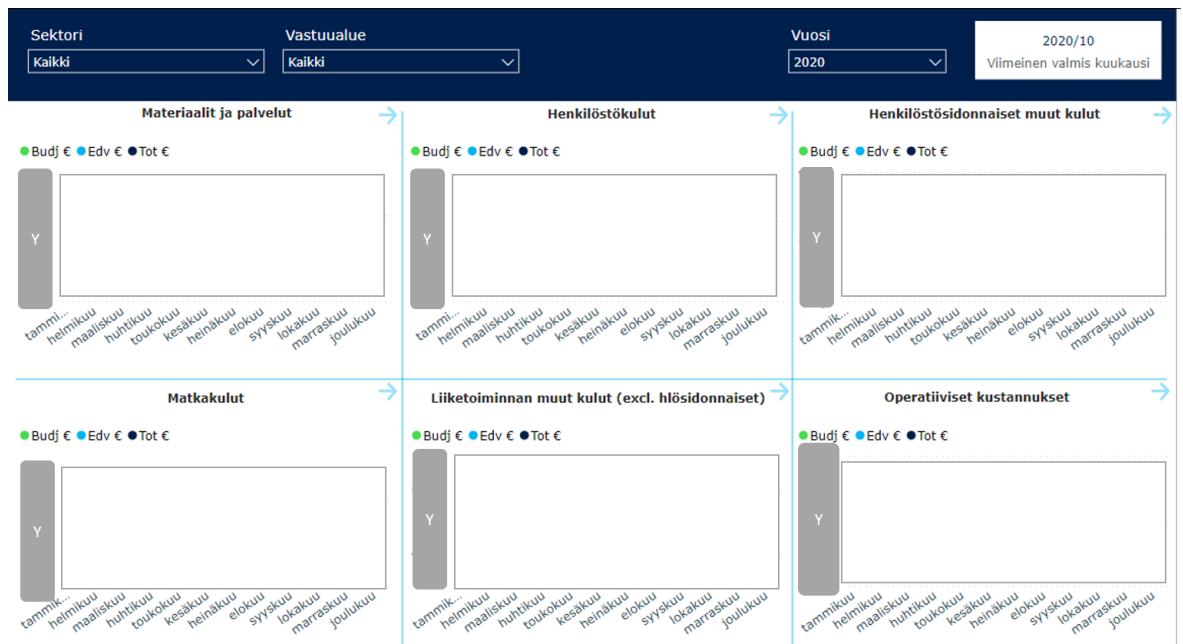 Sektori
Vastuualue
Vuosi
Kaikki
Kaikki
2020
2020/10
Viimeinen valmis kuukausi
Materiaalit ja palvelut
Budj € Edv € Tot €
Y
tammi... helmikuu maaliskuu huhtikuu toukokuu kesäkuu heinäkuu elokuu syyskuu lokakuu marraskuu joulukuu
Henkilöstökulut
Budj € Edv € Tot €
Y
tammi... helmikuu maaliskuu huhtikuu toukokuu kesäkuu heinäkuu elokuu syyskuu lokakuu marraskuu joulukuu
Henkilöstösidonnaiset muut kulut
Budj € Edv € Tot €
Y
tammik... helmikuu maaliskuu huhtikuu toukokuu kesäkuu heinäkuu elokuu syyskuu lokakuu marraskuu joulukuu
Matkakulut
Budj € Edv € Tot €
Y
tammik... helmikuu maaliskuu huhtikuu toukokuu kesäkuu heinäkuu elokuu syyskuu lokakuu marraskuu joulukuu
Liiketoiminnan muut kulut (excl. hlösidonnaiset)
Budj € Edv € Tot €
Y
tammik... helmikuu maaliskuu huhtikuu toukokuu kesäkuu heinäkuu elokuu syyskuu lokakuu marraskuu joulukuu
Operatiiviset kustannukset
Budj € Edv € Tot €
Y
tammikuu helmikuu maaliskuu huhtikuu toukokuu kesäkuu heinäkuu elokuu syyskuu lokakuu marraskuu joulukuu